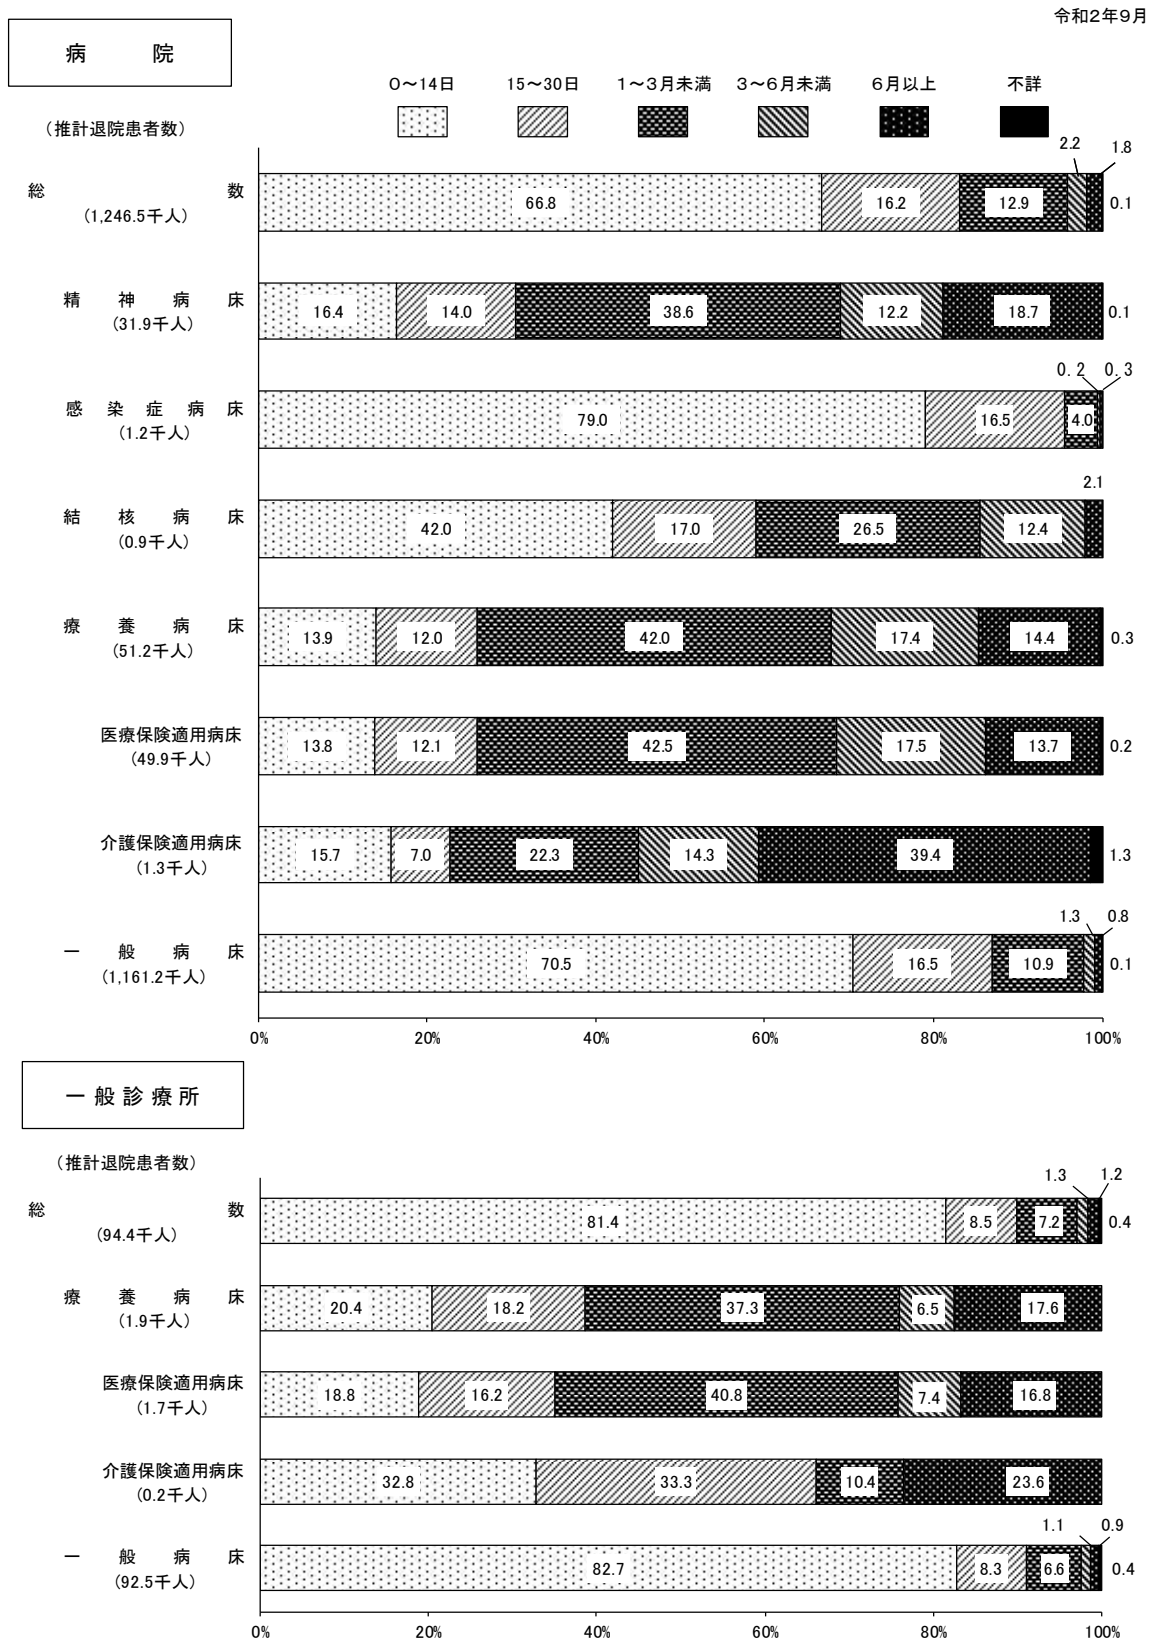 令和2年9月
病　　院
0～14日　15～30日　1～3月未満　3～6月未満　6月以上　不詳
（推計退院患者数）
2.2　1.8
総　数
66.8　16.2　12.9　0.1
（1,246.5千人）
精神病床
16.4　14.0　38.6　12.2　18.7　0.1
（31.9千人）
0.2　0.3
感染症病床
79.0　16.5　4.0
（1.2千人）
2.1
結核病床
42.0　17.0　26.5　12.4
（0.9千人）
療養病床
13.9　12.0　42.0　17.4　14.4　0.3
（51.2千人）
医療保険適用病床
13.8　12.1　42.5　17.5　13.7　0.2
（49.9千人）
介護保険適用病床
15.7　7.0　22.3　14.3　39.4　1.3
（1.3千人）
1.3　0.8
一般病床
70.5　16.5　10.9　0.1
（1,161.2千人）
0%　20%　40%　60%　80%　100%
一般診療所
（推計退院患者数）
1.3　1.2
総　数
81.4　8.5　7.2　0.4
（94.4千人）
療養病床
20.4　18.2　37.3　6.5　17.6
（1.9千人）
医療保険適用病床
18.8　16.2　40.8　7.4　16.8
（1.7千人）
介護保険適用病床
32.8　33.3　10.4　23.6
（0.2千人）
1.1　0.9
一般病床
82.7　8.3　6.6　0.4
（92.5千人）
0%　20%　40%　60%　80%　100%